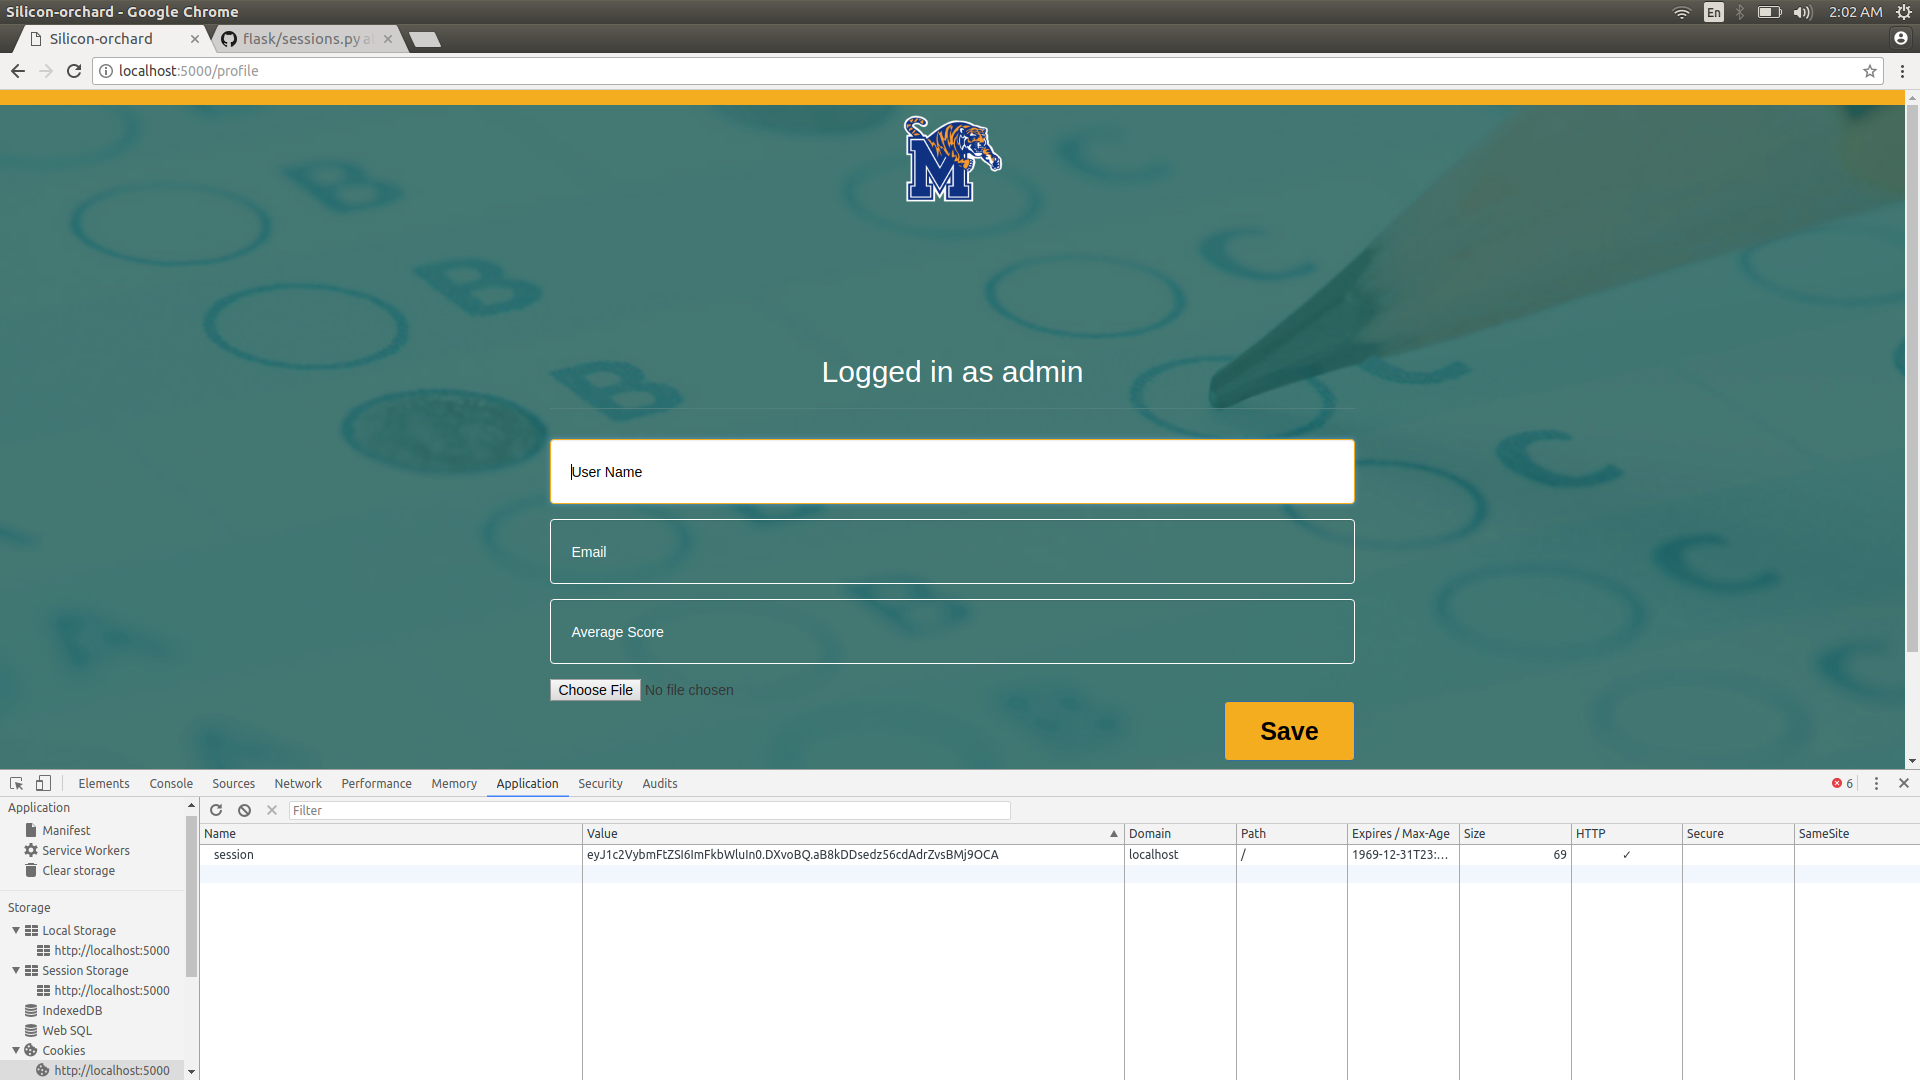 Silicon-orchard - Google Chrome
En
2:02 AM
Silicon-orchard
flask/sessions.py
localhost:5000/profile
M
Logged in as admin
User Name
Email
Average Score
Choose File No file chosen
Save
Elements Console Sources Network Performance Memory Application Security Audits
6
Application
Manifest
Service Workers
Clear storage
Storage
Local Storage
http://localhost:5000
Session Storage
http://localhost:5000
IndexedDB
Web SQL
Cookies
http://localhost:5000
Filter
Name Value Domain Path Expires / Max-Age Size HTTP Secure SameSite
session eyJ1c2VybmFtZSI6ImFkbWluIn0.DXvoBQ.aB8kDDsedz56cdAdrZvsBMj9OCA localhost / 1969-12-31T23:... 69 ✓
B
B
B
B
C
C
C
C
C
C
A